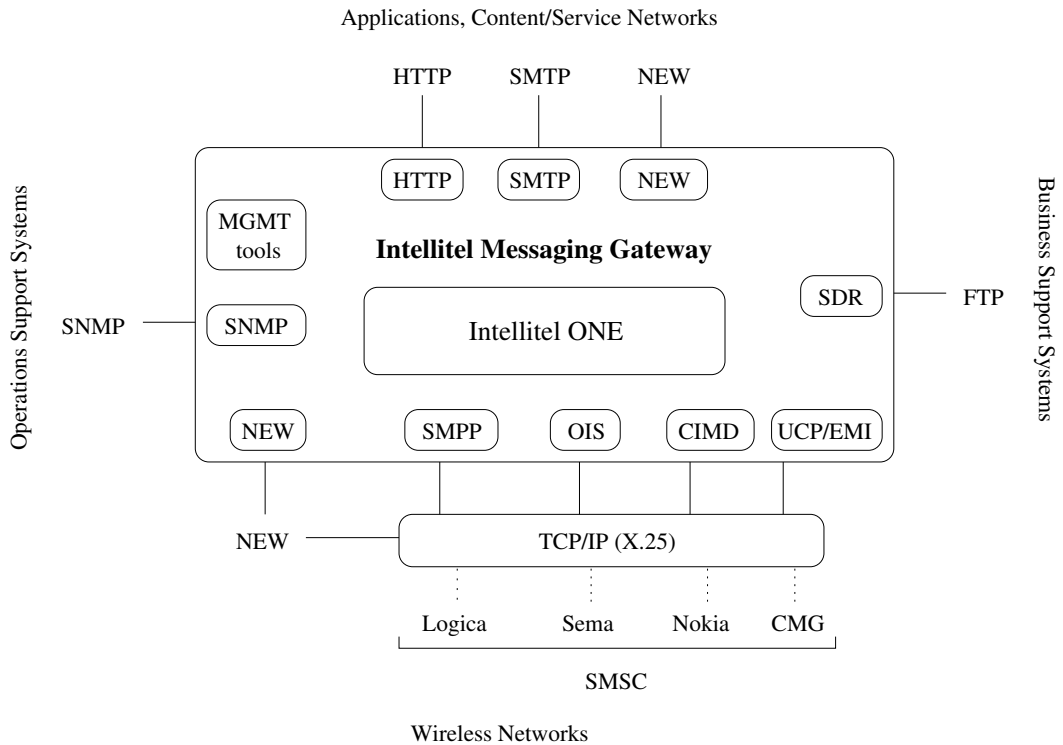 Applications, Content/Service Networks
HTTP SMTP NEW
HTTP SMTP NEW
MGMT
tools
Intellitel Messaging Gateway
Operations Support Systems
Business Support Systems
SDR FTP
SNMP SNMP
Intellitel ONE
NEW SMPP OIS CIMD UCP/EMI
NEW TCP/IP (X.25)
Logica Sema Nokia CMG
SMSC
Wireless Networks